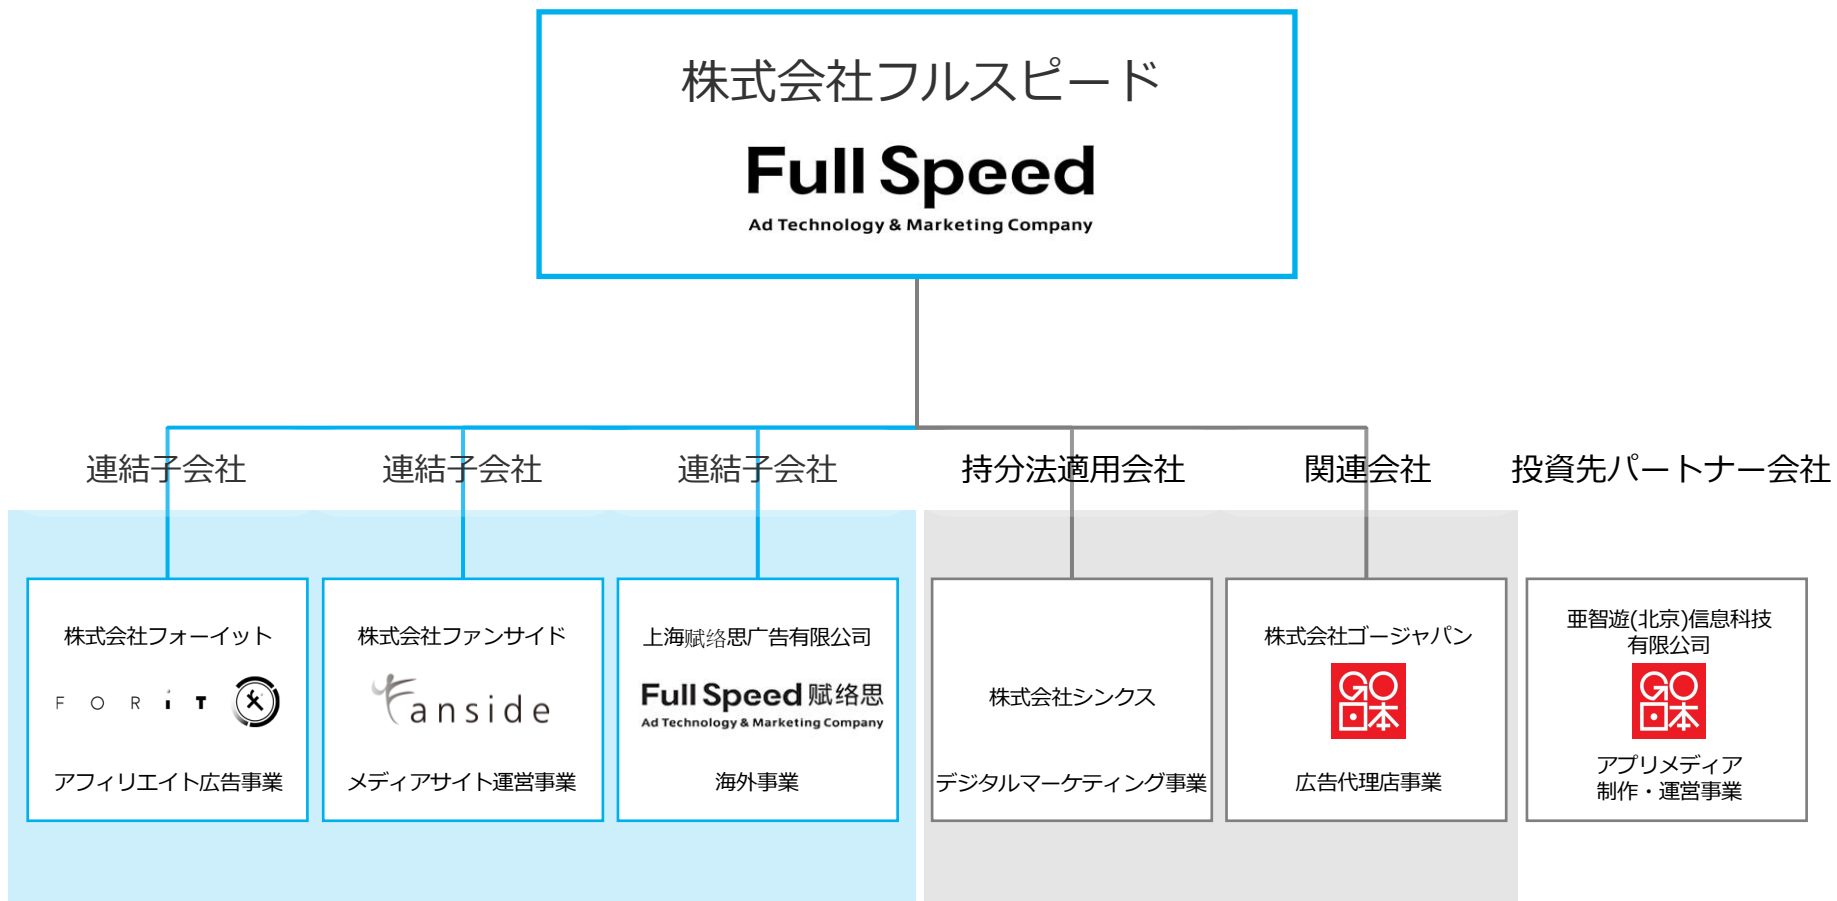 株式会社フルスピード
Full Speed
Ad Technology & Marketing Company
連結子会社
連結子会社
連結子会社
持分法適用会社
関連会社
投資先パートナー会社
株式会社フォーイット
FORiT
アフィリエイト広告事業
株式会社ファンサイド
Fanside
メディアサイト運営事業
上海赋络思广告有限公司
Full Speed 赋络思
Ad Technology & Marketing Company
海外事業
株式会社シンクス
デジタルマーケティング事業
株式会社ゴージャパン
GO
日本
広告代理店事業
亜智遊(北京)信息科技
有限公司
GO
日本
アプリメディア
制作・運営事業